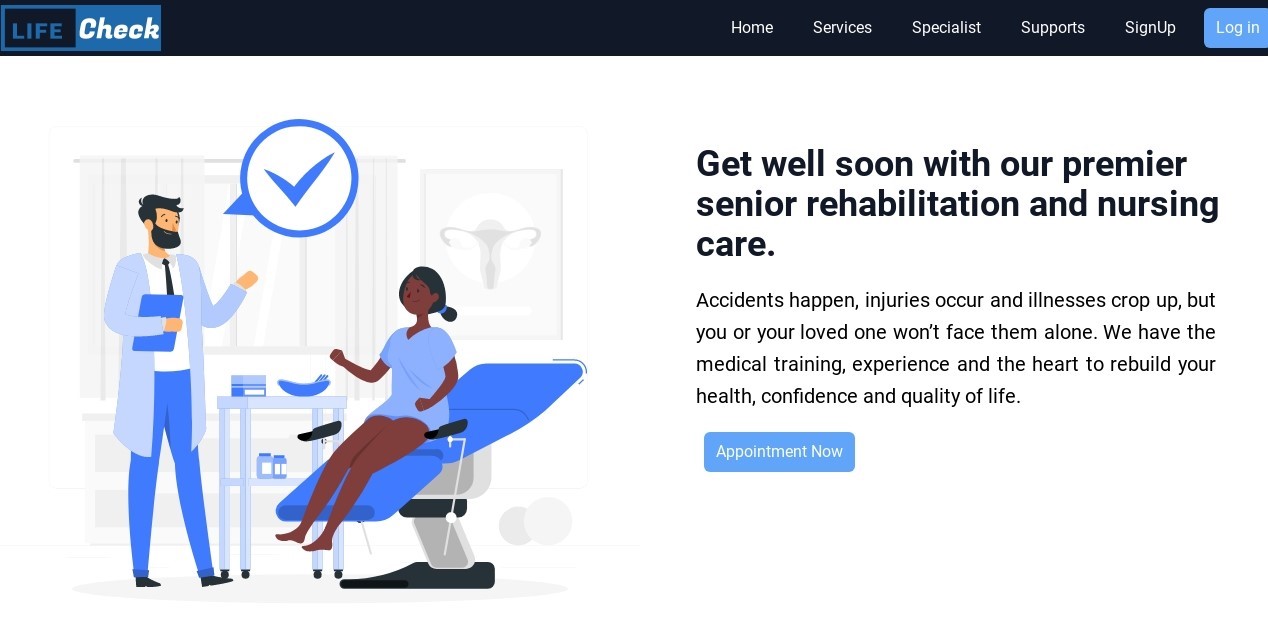 LIFE Check Home Services Specialist Supports SignUp Log in
Get well soon with our premier
senior rehabilitation and nursing
care.
Accidents happen, injuries occur and illnesses crop up, but
you or your loved one won’t face them alone. We have the
medical training, experience and the heart to rebuild your
health, confidence and quality of life.
Appointment Now